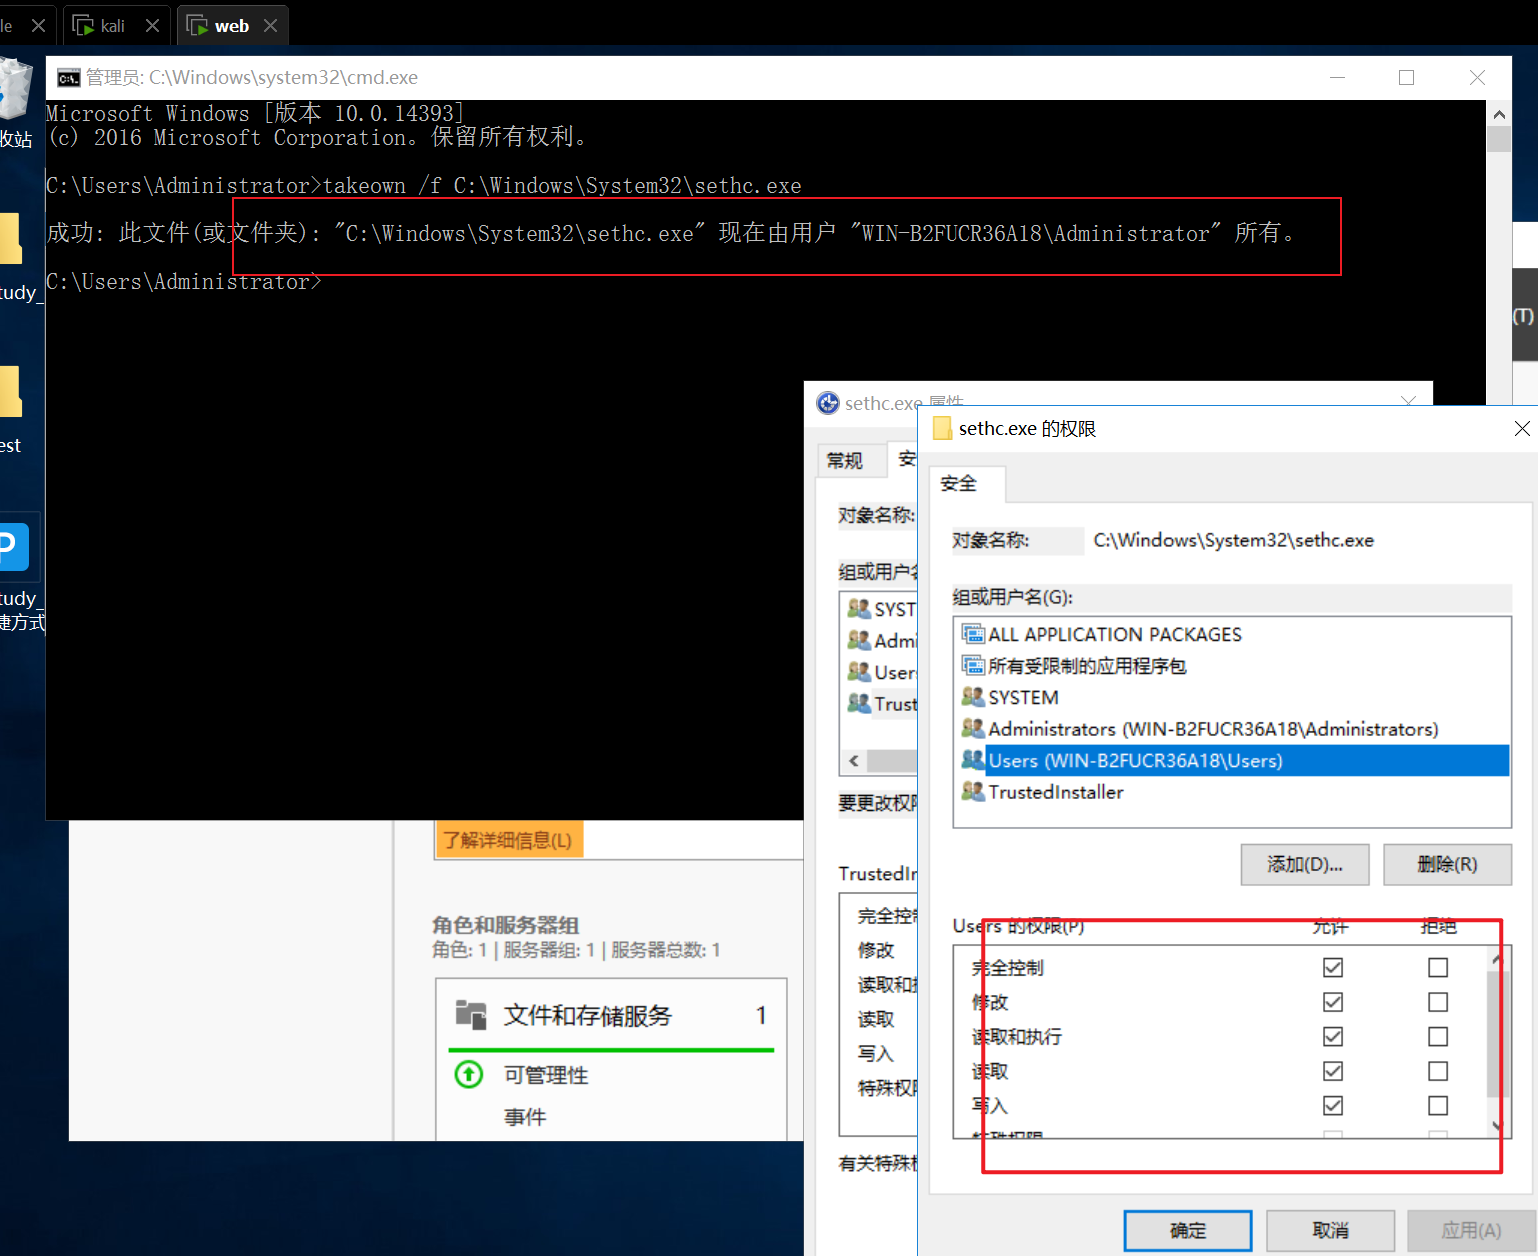 le
kali
web
管理员: C:\Windows\system32\cmd.exe
Microsoft Windows [版本 10.0.14393]
(c) 2016 Microsoft Corporation。保留所有权利。
C:\Users\Administrator>takeown /f C:\Windows\System32\sethc.exe
成功: 此文件(或文件夹): "C:\Windows\System32\sethc.exe" 现在由用户 "WIN-B2FUCR36A18\Administrator" 所有。
C:\Users\Administrator>
收站
tudy_
est
P
tudy_
捷方式
(T)
sethc.exe 属性
常规
安
对象名称:
组或用户名
SYST
Admi
Users
Trust
要更改权限
TrustedIn
完全控制
修改
读取和执
读取
写入
特殊权限
有关特殊权
sethc.exe 的权限
安全
对象名称: C:\Windows\System32\sethc.exe
组或用户名(G):
ALL APPLICATION PACKAGES
所有受限制的应用程序包
SYSTEM
Administrators (WIN-B2FUCR36A18\Administrators)
Users (WIN-B2FUCR36A18\Users)
TrustedInstaller
添加(D)... 删除(R)
Users 的权限(P) 允许 拒绝
完全控制
修改
读取和执行
读取
写入
特殊权限
确定 取消 应用(A)
了解详细信息(L)
角色和服务器组
角色: 1 | 服务器组: 1 | 服务器总数: 1
文件和存储服务 1
可管理性
事件